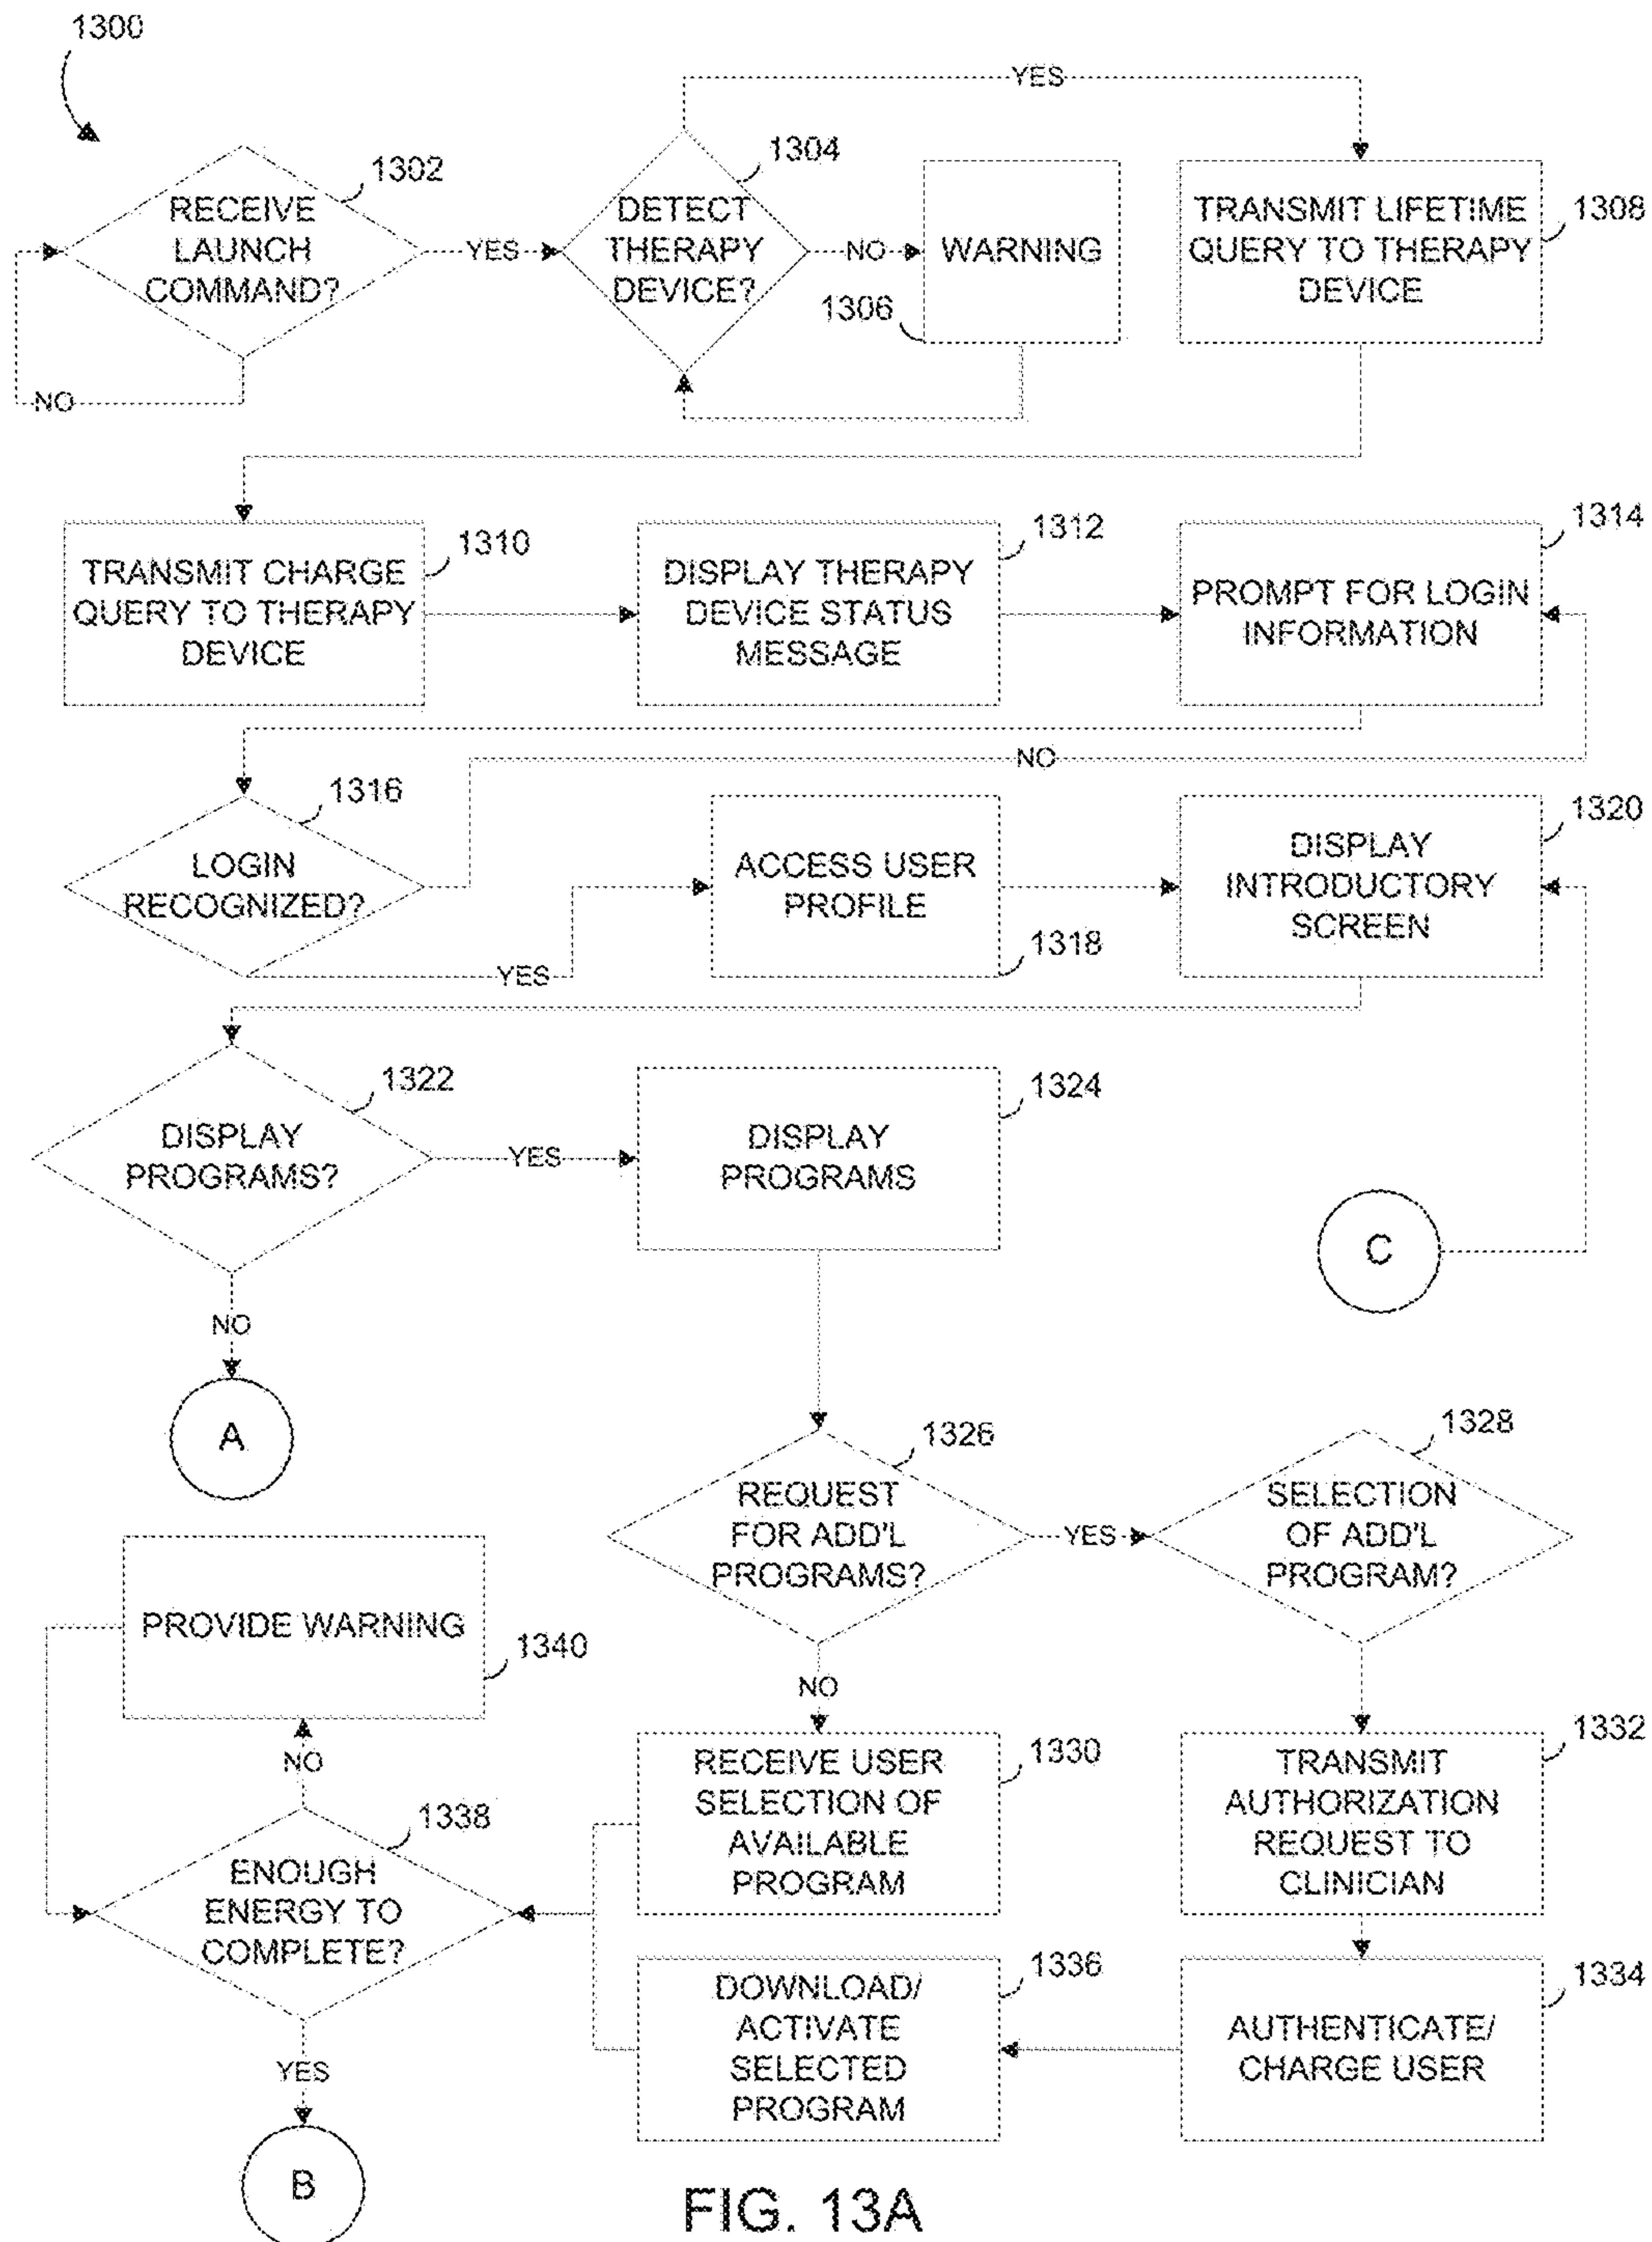 1300
YES
1302
RECEIVE
LAUNCH
COMMAND?
NO
YES
1304
DETECT
THERAPY
DEVICE?
NO
WARNING
1306
TRANSMIT LIFETIME
QUERY TO THERAPY
DEVICE
1308
TRANSMIT CHARGE
QUERY TO THERAPY
DEVICE
1310
DISPLAY THERAPY
DEVICE STATUS
MESSAGE
1312
PROMPT FOR LOGIN
INFORMATION
1314
NO
1316
LOGIN
RECOGNIZED?
YES
ACCESS USER
PROFILE
1318
DISPLAY
INTRODUCTORY
SCREEN
1320
1322
DISPLAY
PROGRAMS?
YES
NO
A
1324
DISPLAY
PROGRAMS
C
1326
REQUEST
FOR ADD'L
PROGRAMS?
YES
NO
1328
SELECTION
OF ADD'L
PROGRAM?
PROVIDE WARNING
1340
NO
1338
ENOUGH
ENERGY TO
COMPLETE?
YES
B
RECEIVE USER
SELECTION OF
AVAILABLE
PROGRAM
1330
TRANSMIT
AUTHORIZATION
REQUEST TO
CLINICIAN
1332
DOWNLOAD/
ACTIVATE
SELECTED
PROGRAM
1336
AUTHENTICATE/
CHARGE USER
1334
FIG. 13A